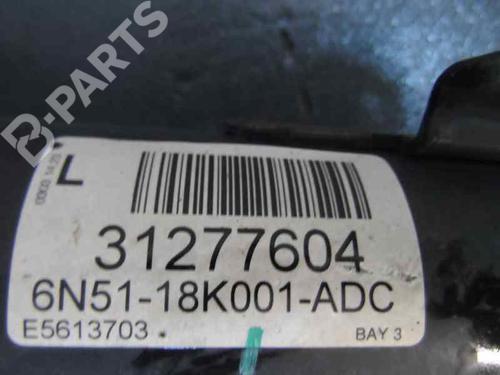 B-PARTS
L
31277604
6N51-18K001-ADC
E5613703
BAY 3